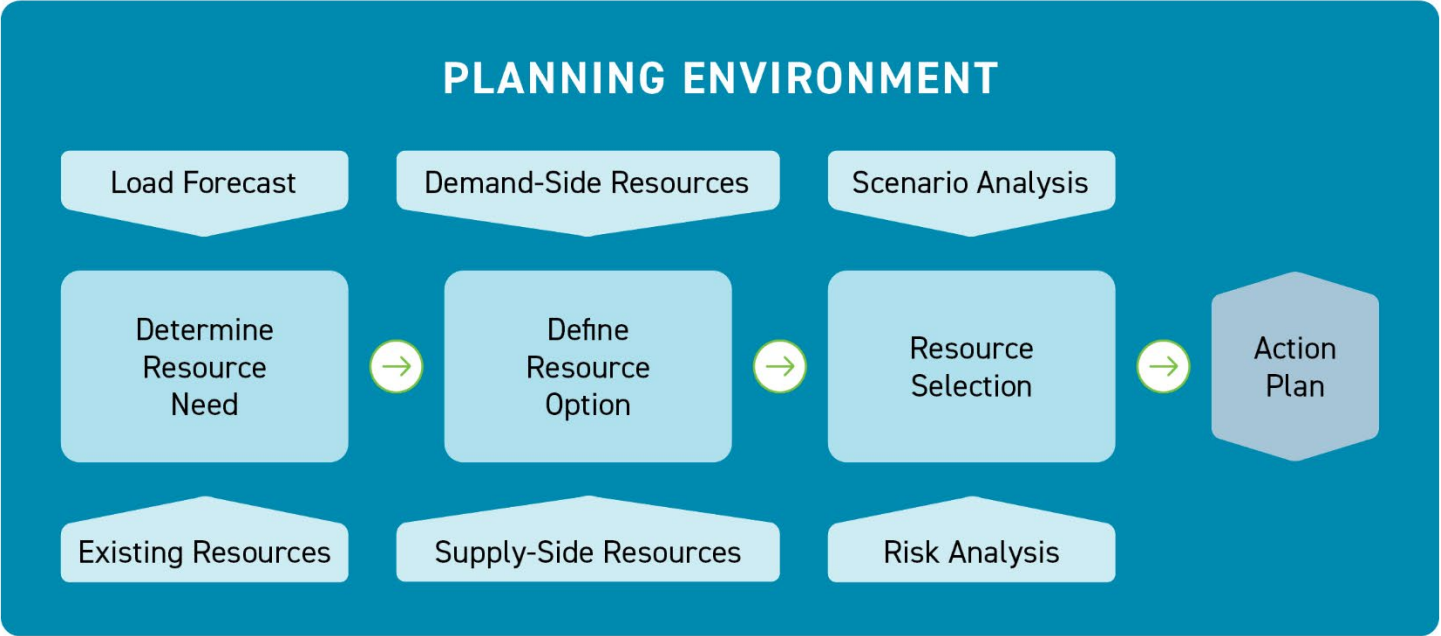 PLANNING ENVIRONMENT
Load Forecast
Demand-Side Resources
Scenario Analysis
Determine
Resource
Need
Define
Resource
Option
Resource
Selection
Action
Plan
Existing Resources
Supply-Side Resources
Risk Analysis